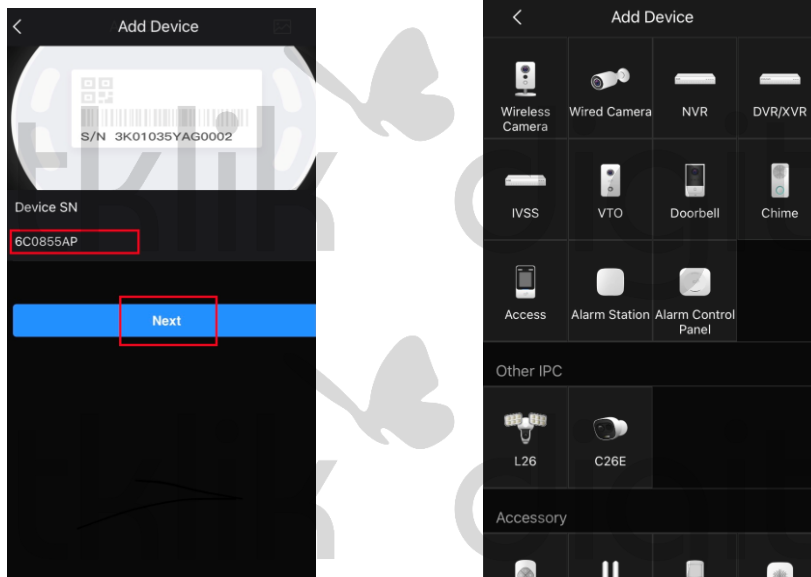 Add Device
S/N 3K01035YAG0002
Device SN
6C0855AP
Next
Add Device
Wireless Camera
Wired Camera
NVR
DVR/XVR
IVSS
VTO
Doorbell
Chime
Access
Alarm Station
Alarm Control Panel
Other IPC
L26
C26E
Accessory